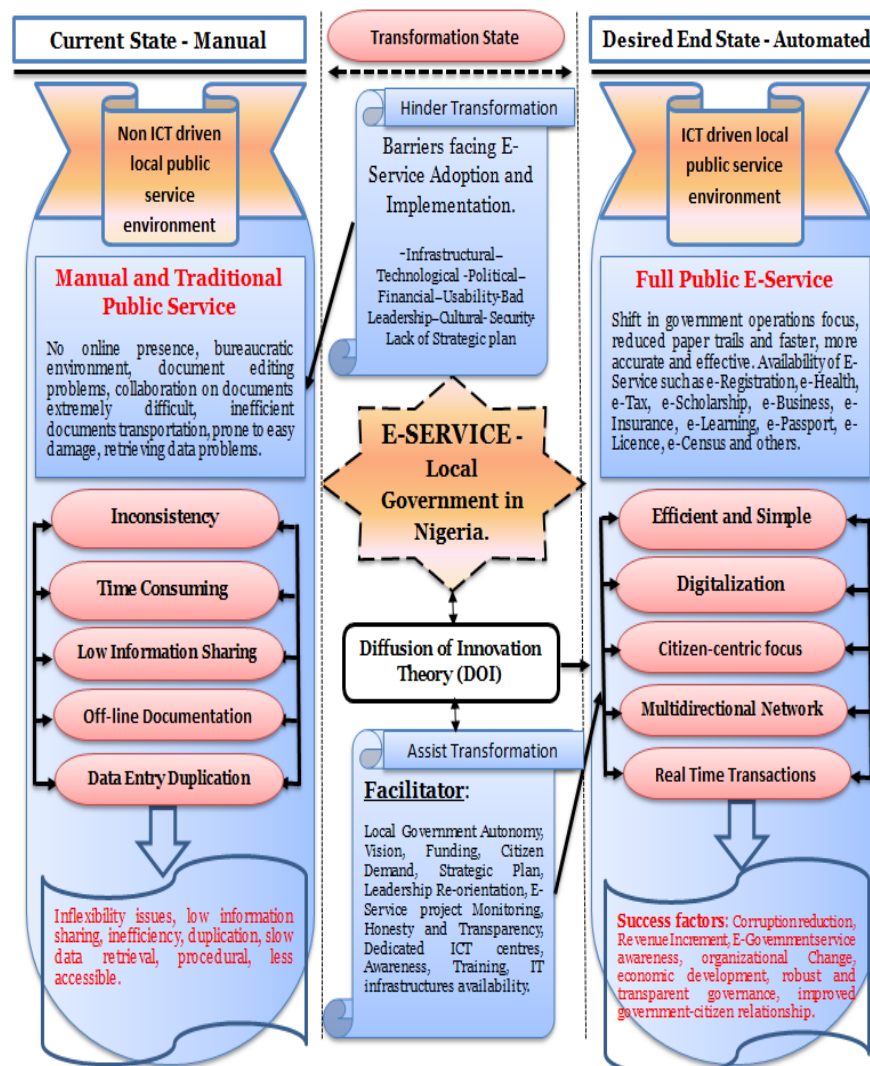 Current State - Manual
Non ICT driven
local public
service
environment
Manual and Traditional
Public Service
No online presence, bureaucratic
environment, document editing
problems, collaboration on documents
extremely difficult, inefficient
documents transportation, prone to easy
damage, retrieving data problems.
Inconsistency
Time Consuming
Low Information Sharing
Off-line Documentation
Data Entry Duplication
Inflexibility issues, low information
sharing, inefficiency, duplication, slow
data retrieval, procedural, less
accessible.
Transformation State
Hinder Transformation
Barriers facing E-
Service Adoption and
Implementation.
-Infrastructural–
Technological -Political–
Financial–Usability-Bad
Leadership–Cultural- Security-
Lack of Strategic plan
E-SERVICE -
Local
Government in
Nigeria.
Diffusion of Innovation
Theory (DOI)
Assist Transformation
Facilitator:
Local Government Autonomy,
Vision, Funding, Citizen
Demand, Strategic Plan,
Leadership Re-orientation, E-
Service project Monitoring,
Honesty and Transparency,
Dedicated ICT centres,
Awareness, Training, IT
infrastructures availability.
Desired End State - Automated
ICT driven local
public service
environment
Full Public E-Service
Shift in government operations focus,
reduced paper trails and faster, more
accurate and effective. Availability of E-
Service such as e-Registration, e-Health,
e-Tax, e-Scholarship, e-Business, e-
Insurance, e-Learning, e-Passport, e-
Licence, e-Census and others.
Efficient and Simple
Digitalization
Citizen-centric focus
Multidirectional Network
Real Time Transactions
Success factors: Corruption reduction,
Revenue Increment, E-Government service
awareness, organizational Change,
economic development, robust and
transparent governance, improved
government-citizen relationship.